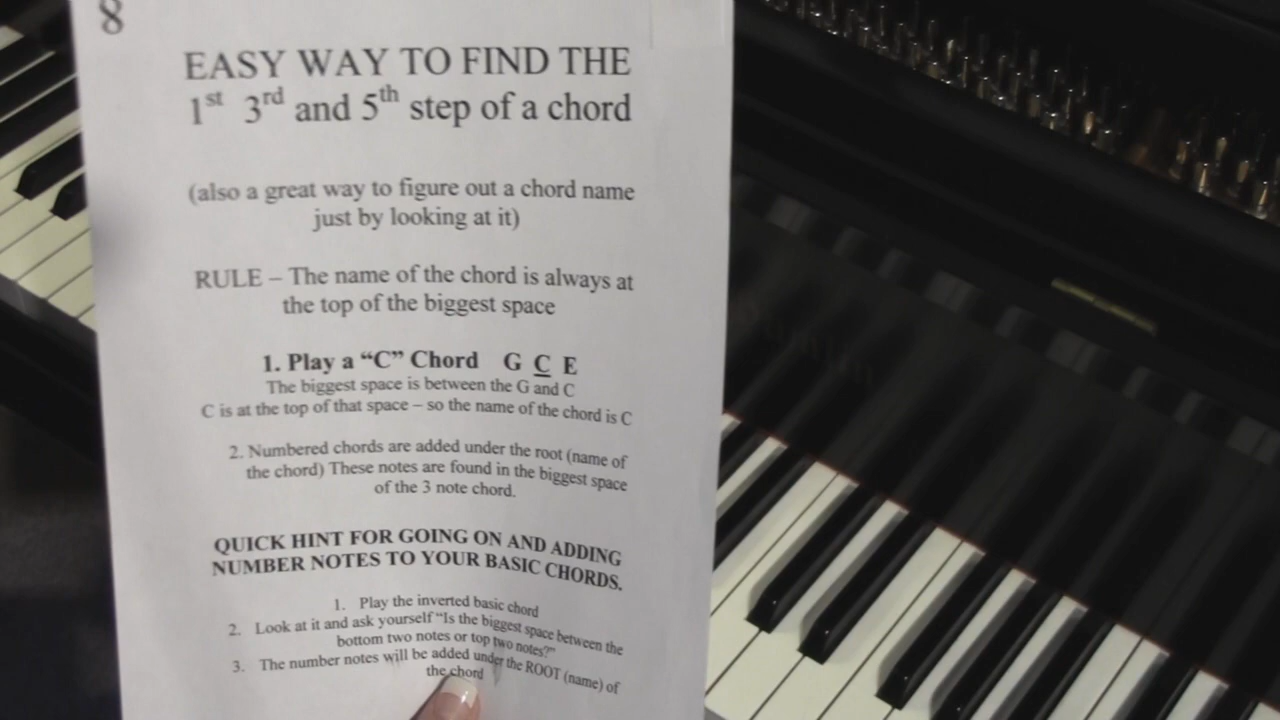 8
EASY WAY TO FIND THE
1st 3rd and 5th step of a chord
(also a great way to figure out a chord name
just by looking at it)
RULE – The name of the chord is always at
the top of the biggest space
1. Play a “C” Chord G C E
The biggest space is between the G and C
C is at the top of that space – so the name of the chord is C
2. Numbered chords are added under the root (name of
the chord) These notes are found in the biggest space
of the 3 note chord.
QUICK HINT FOR GOING ON AND ADDING
NUMBER NOTES TO YOUR BASIC CHORDS.
1. Play the inverted basic chord
2. Look at it and ask yourself “Is the biggest space between the
bottom two notes or top two notes?”
3. The number notes will be added under the ROOT (name) of
the chord